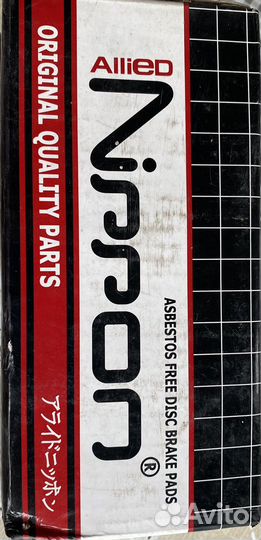 ORIGINAL QUALITY PARTS
アライドニッポン
ALLiED
Nippon®
ASBESTOS FREE DISC BRAKE PADS
Avito